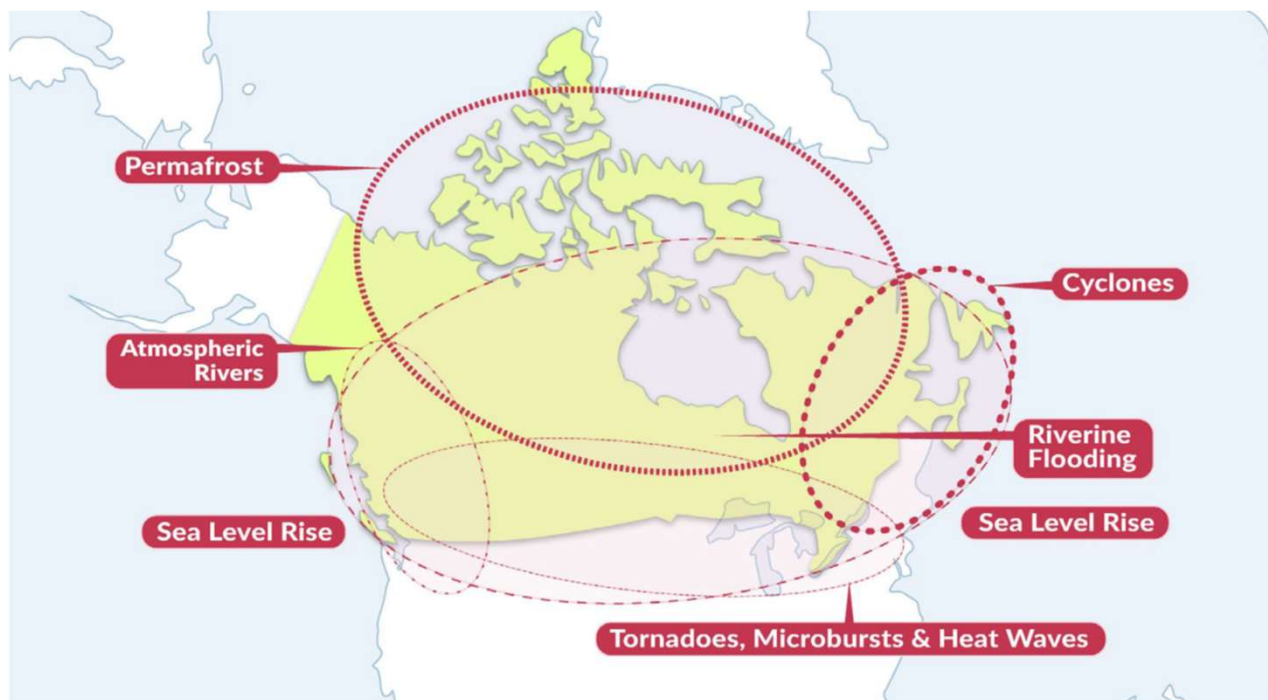 Permafrost
Cyclones
Atmospheric
Rivers
Riverine
Flooding
Sea Level Rise
Sea Level Rise
Tornadoes, Microbursts & Heat Waves